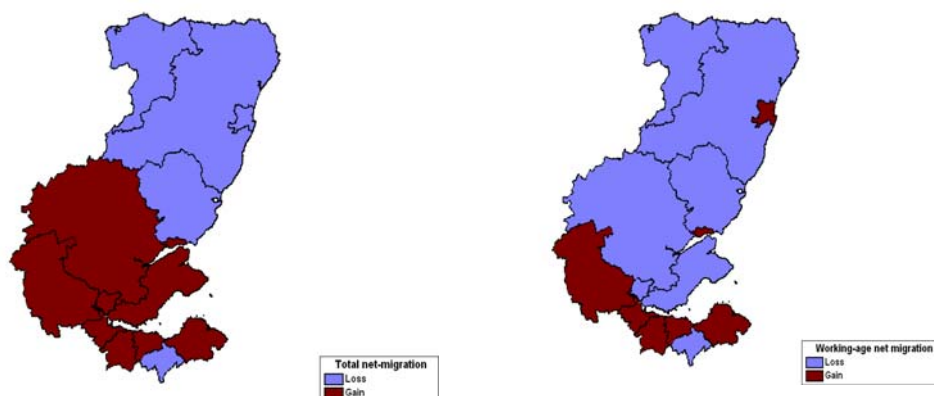 Total net-migration
Loss
Gain
Working-age net migration
Loss
Gain